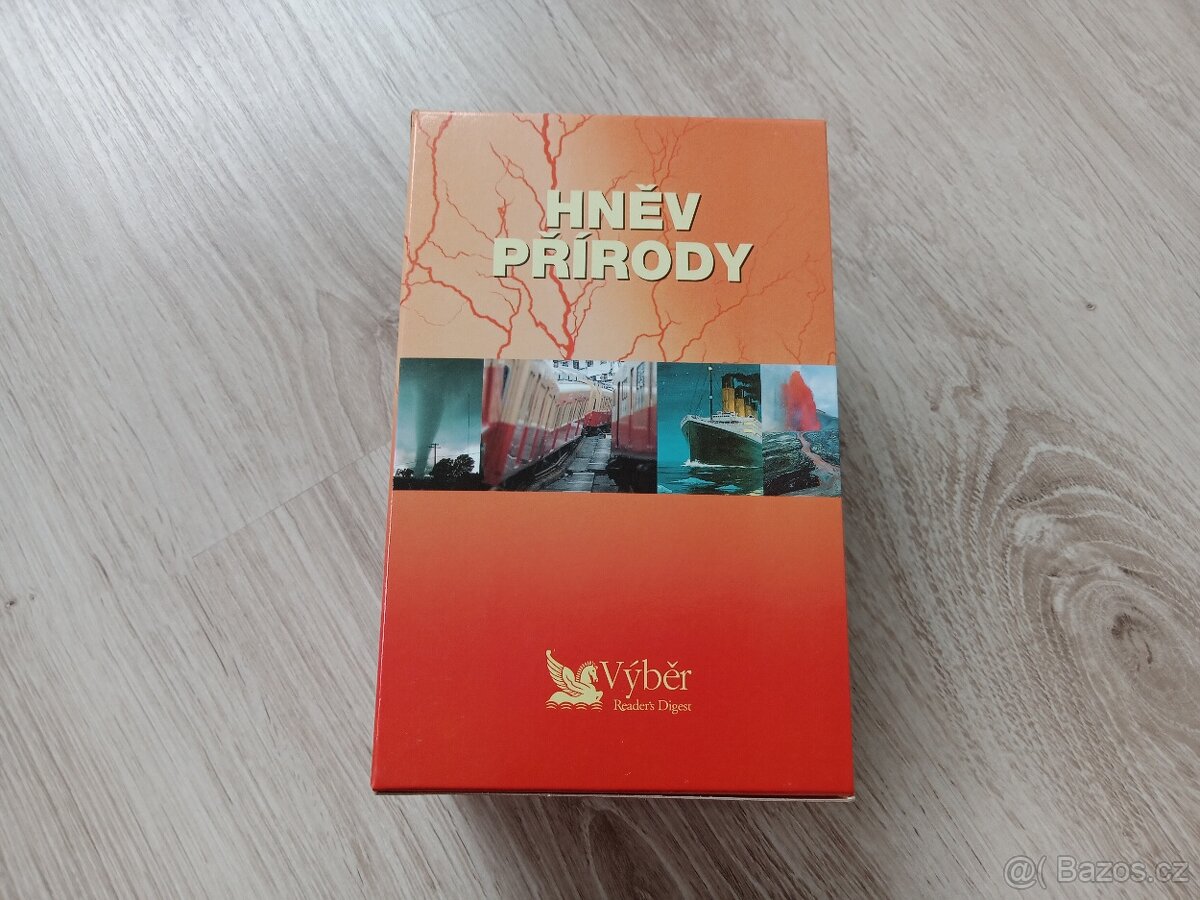 HNĚV
PŘÍRODY
Výběr
Reader's Digest
@( Bazos.cz